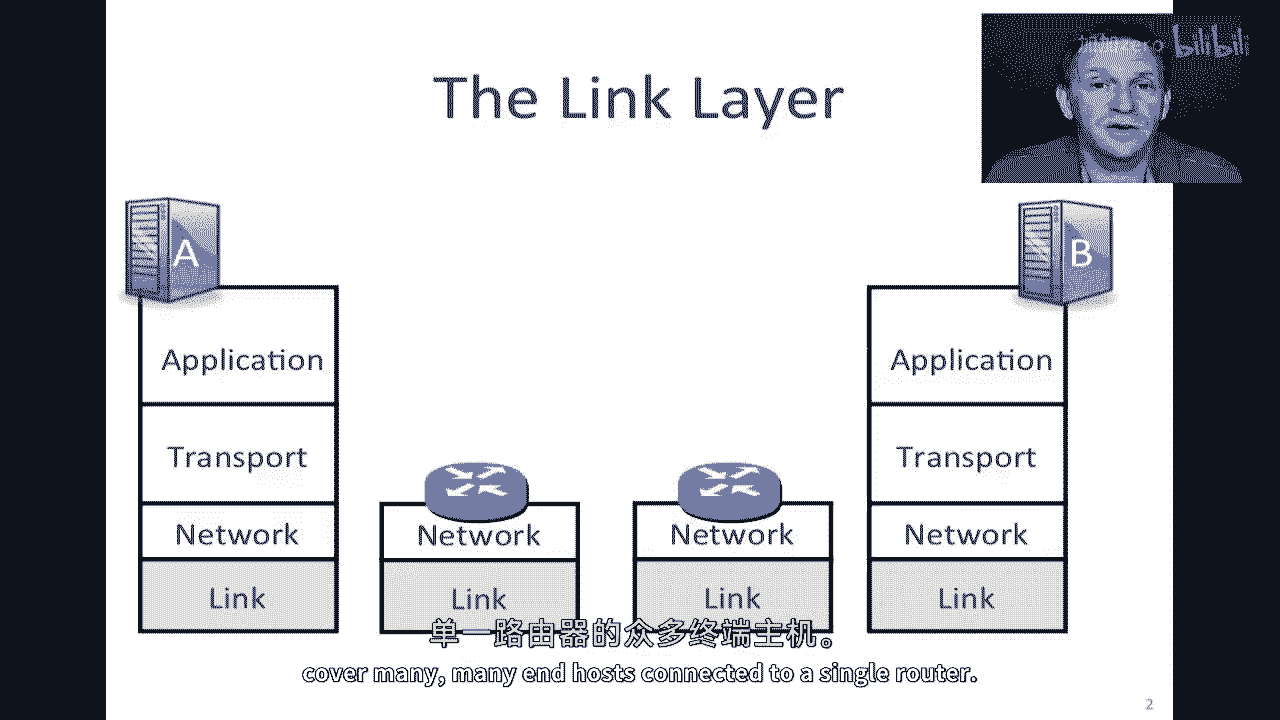 The Link Layer
bilibili
A
B
Application
Application
Transport
Transport
Network
Network
Network
Network
Link
Link
Link
Link
单一路由器的众多终端主机。
cover many, many end hosts connected to a single router.
2